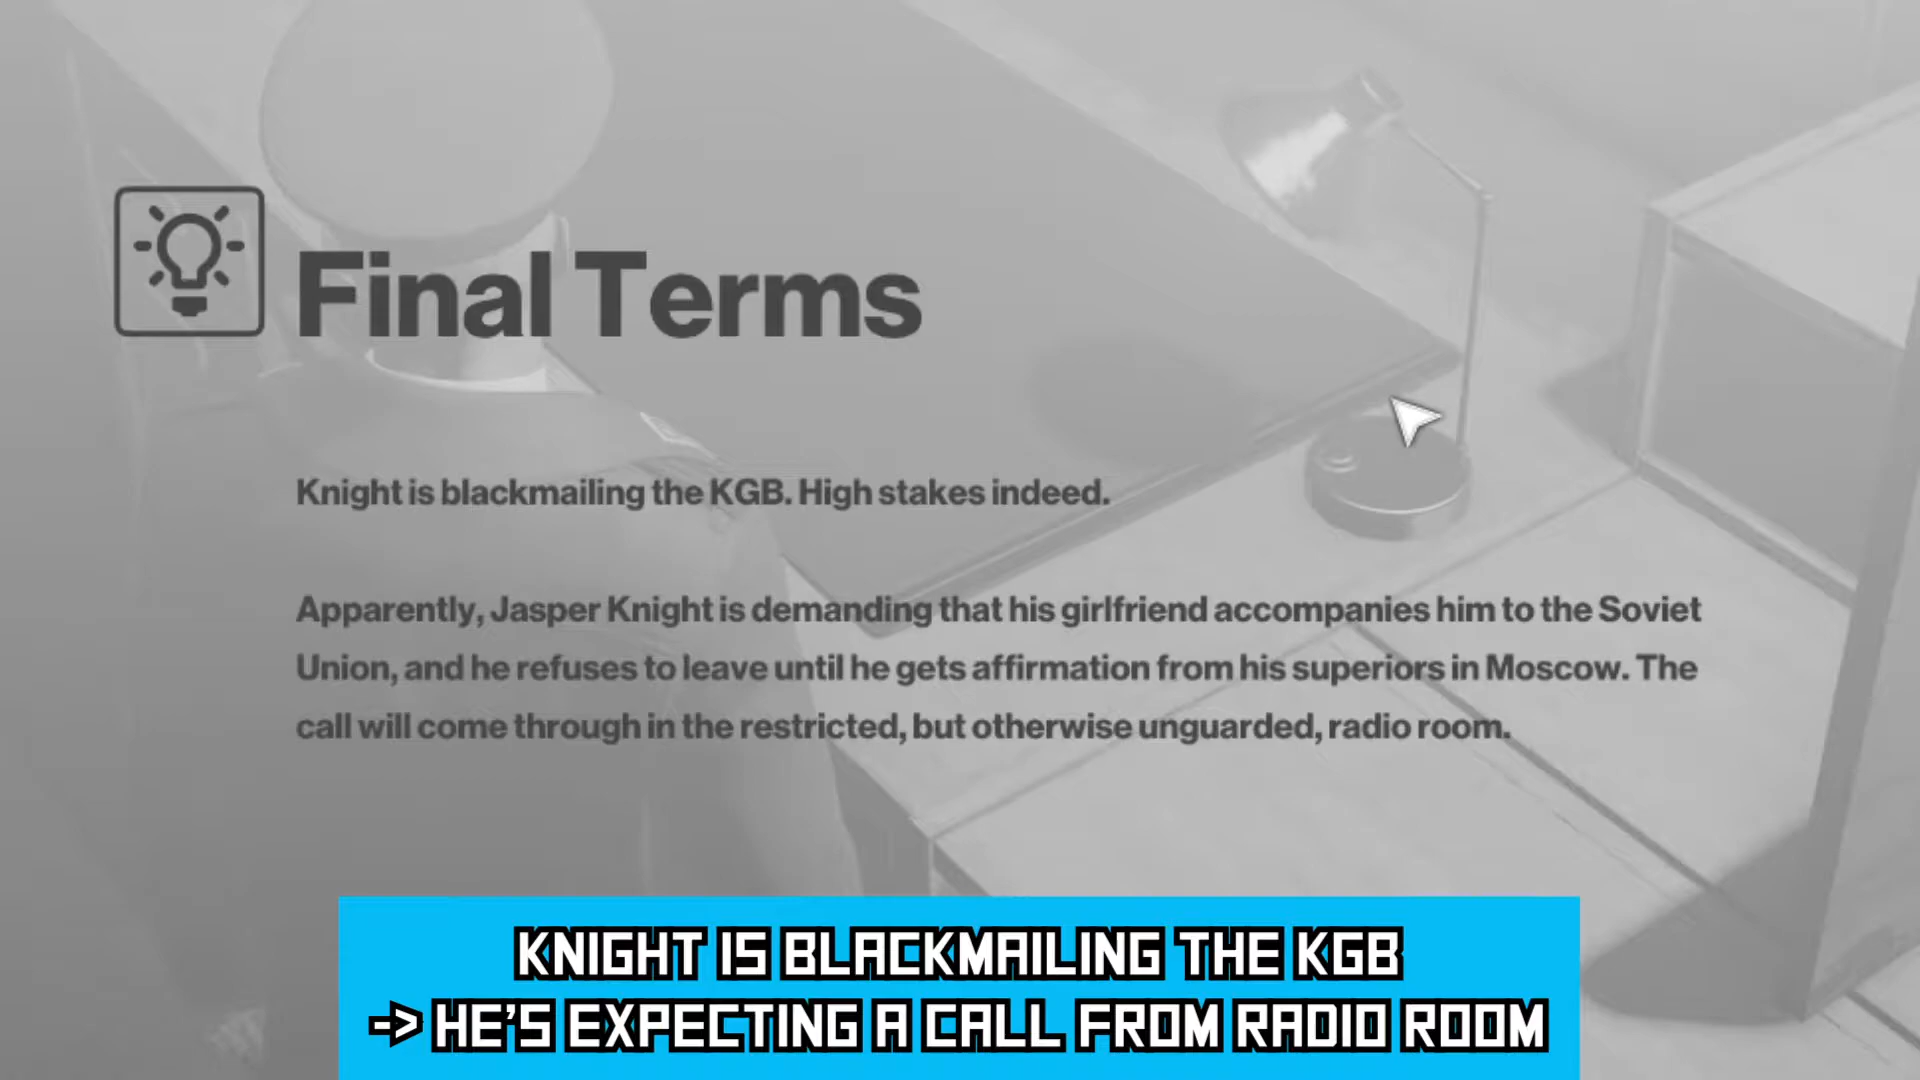 Final Terms
Knight is blackmailing the KGB. High stakes indeed.
Apparently, Jasper Knight is demanding that his girlfriend accompanies him to the Soviet
Union, and he refuses to leave until he gets affirmation from his superiors in Moscow. The
call will come through in the restricted, but otherwise unguarded, radio room.
KNIGHT IS BLACKMAILING THE KGB
-> HE'S EXPECTING A CALL FROM RADIO ROOM